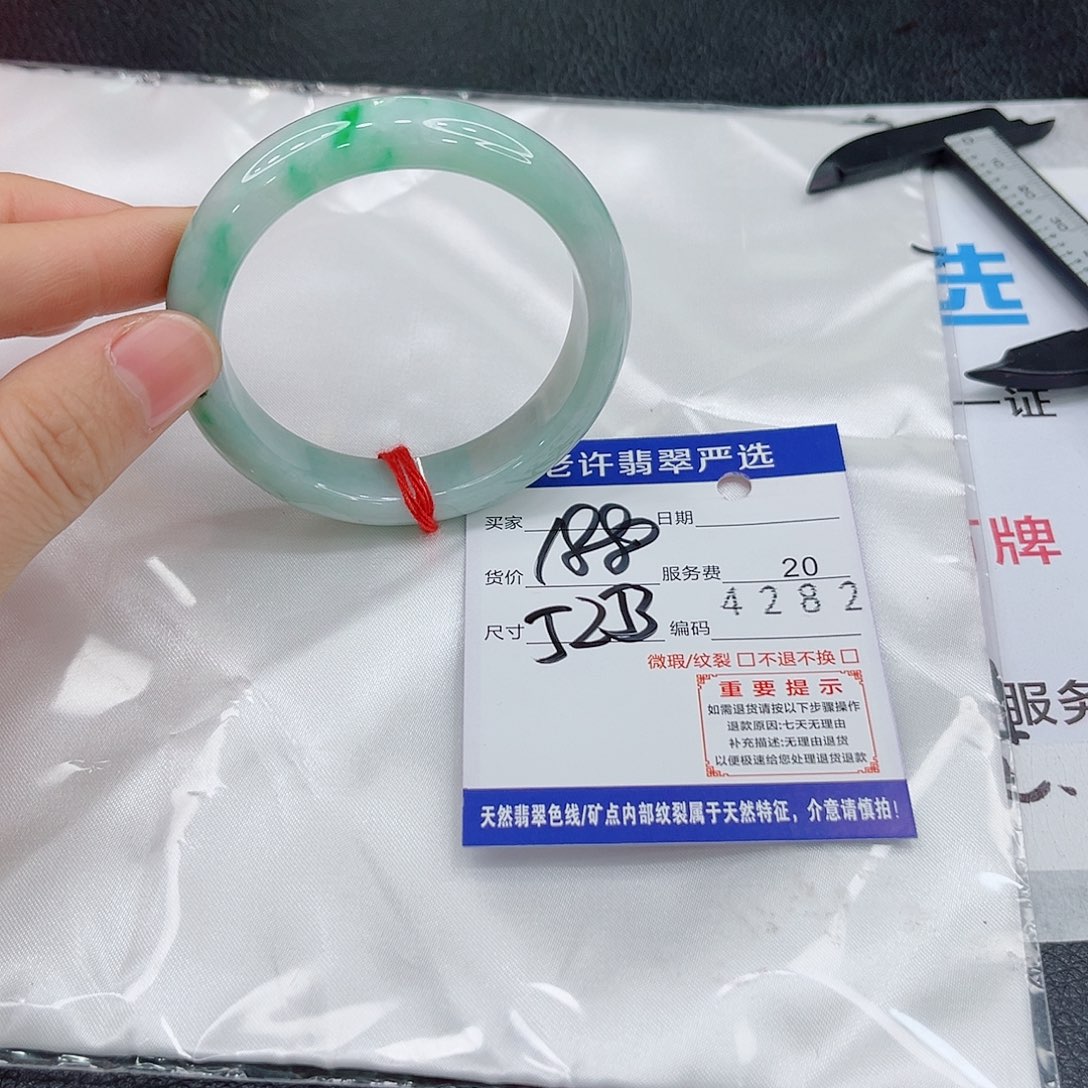 0 10 20 30
选
一证
牌
服务
老许翡翠严选
买家 日期
货价 188 服务费 20
尺寸 编码 4282
微瑕/纹裂 □ 不退不换 □
重要提示
如需退货请按以下步骤操作
退款原因:七天无理由
补充描述:无理由退货
以便极速给您处理退货退款
天然翡翠色线/矿点内部纹裂属于天然特征，介意请慎拍！